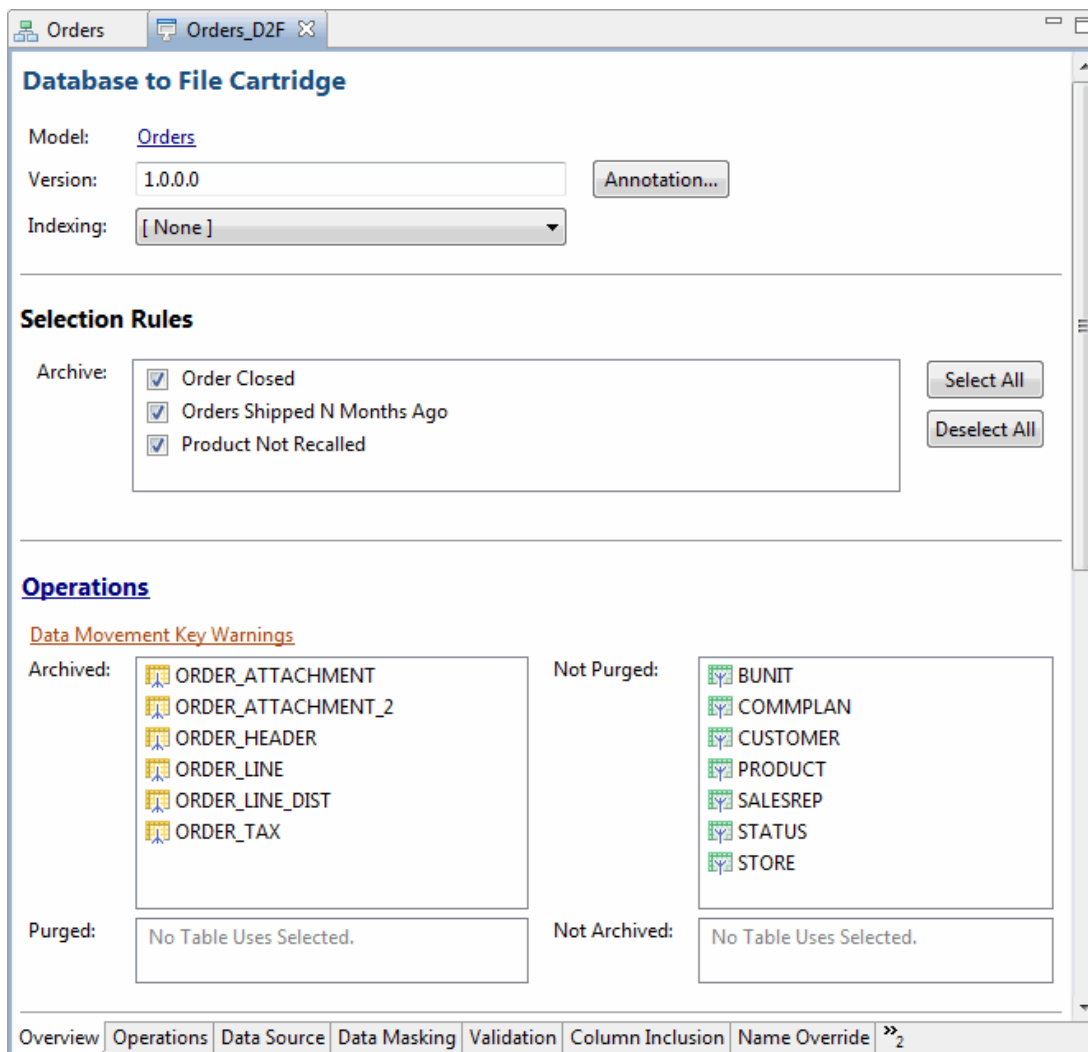 Orders Orders_D2F
Database to File Cartridge
Model: Orders
Version: 1.0.0.0 Annotation...
Indexing: [ None ]
Selection Rules
Archive: Order Closed Select All
Orders Shipped N Months Ago
Product Not Recalled Deselect All
Operations
Data Movement Key Warnings
Archived: ORDER_ATTACHMENT Not Purged: BUNIT
ORDER_ATTACHMENT_2 COMMPLAN
ORDER_HEADER CUSTOMER
ORDER_LINE PRODUCT
ORDER_LINE_DIST SALESREP
ORDER_TAX STATUS
STORE
Purged: No Table Uses Selected. Not Archived: No Table Uses Selected.
Overview Operations Data Source Data Masking Validation Column Inclusion Name Override »2